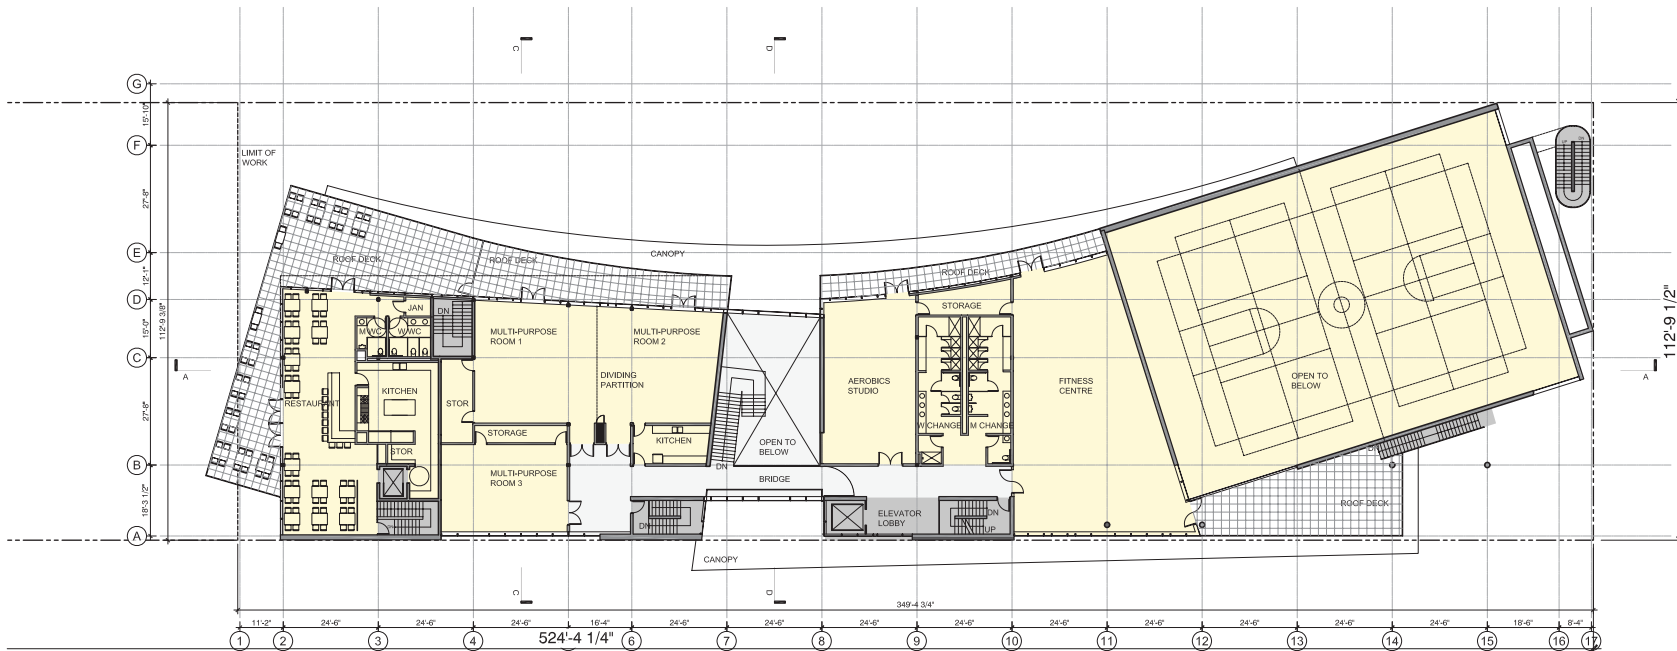 C
D
G
F
E
D
C
B
A
15'-10"
27'-8"
12'-1"
15'-0"
27'-8"
18'-3 1/2"
112'-9 3/8"
112'-9 1/2"
LIMIT OF
WORK
CANOPY
ROOF DECK
ROOF DECK
ROOF DECK
UP
DN
JAN
M WC
W WC
DN
MULTI-PURPOSE
ROOM 1
MULTI-PURPOSE
ROOM 2
STORAGE
A
A
KITCHEN
DIVIDING
PARTITION
AEROBICS
STUDIO
FITNESS
CENTRE
OPEN TO
BELOW
RESTAURANT
STOR
STORAGE
KITCHEN
OPEN TO
BELOW
W CHANGE
M CHANGE
STOR
DN
MULTI-PURPOSE
ROOM 3
BRIDGE
ROOF DECK
DN
ELEVATOR
LOBBY
DN
UP
CANOPY
C
D
349'-4 3/4"
11'-2"
24'-6"
24'-6"
24'-6"
16'-4"
24'-6"
24'-6"
24'-6"
24'-6"
24'-6"
24'-6"
24'-6"
24'-6"
24'-6"
18'-6"
8'-4"
524'-4 1/4"
1
2
3
4
6
7
8
9
10
11
12
13
14
15
16
17